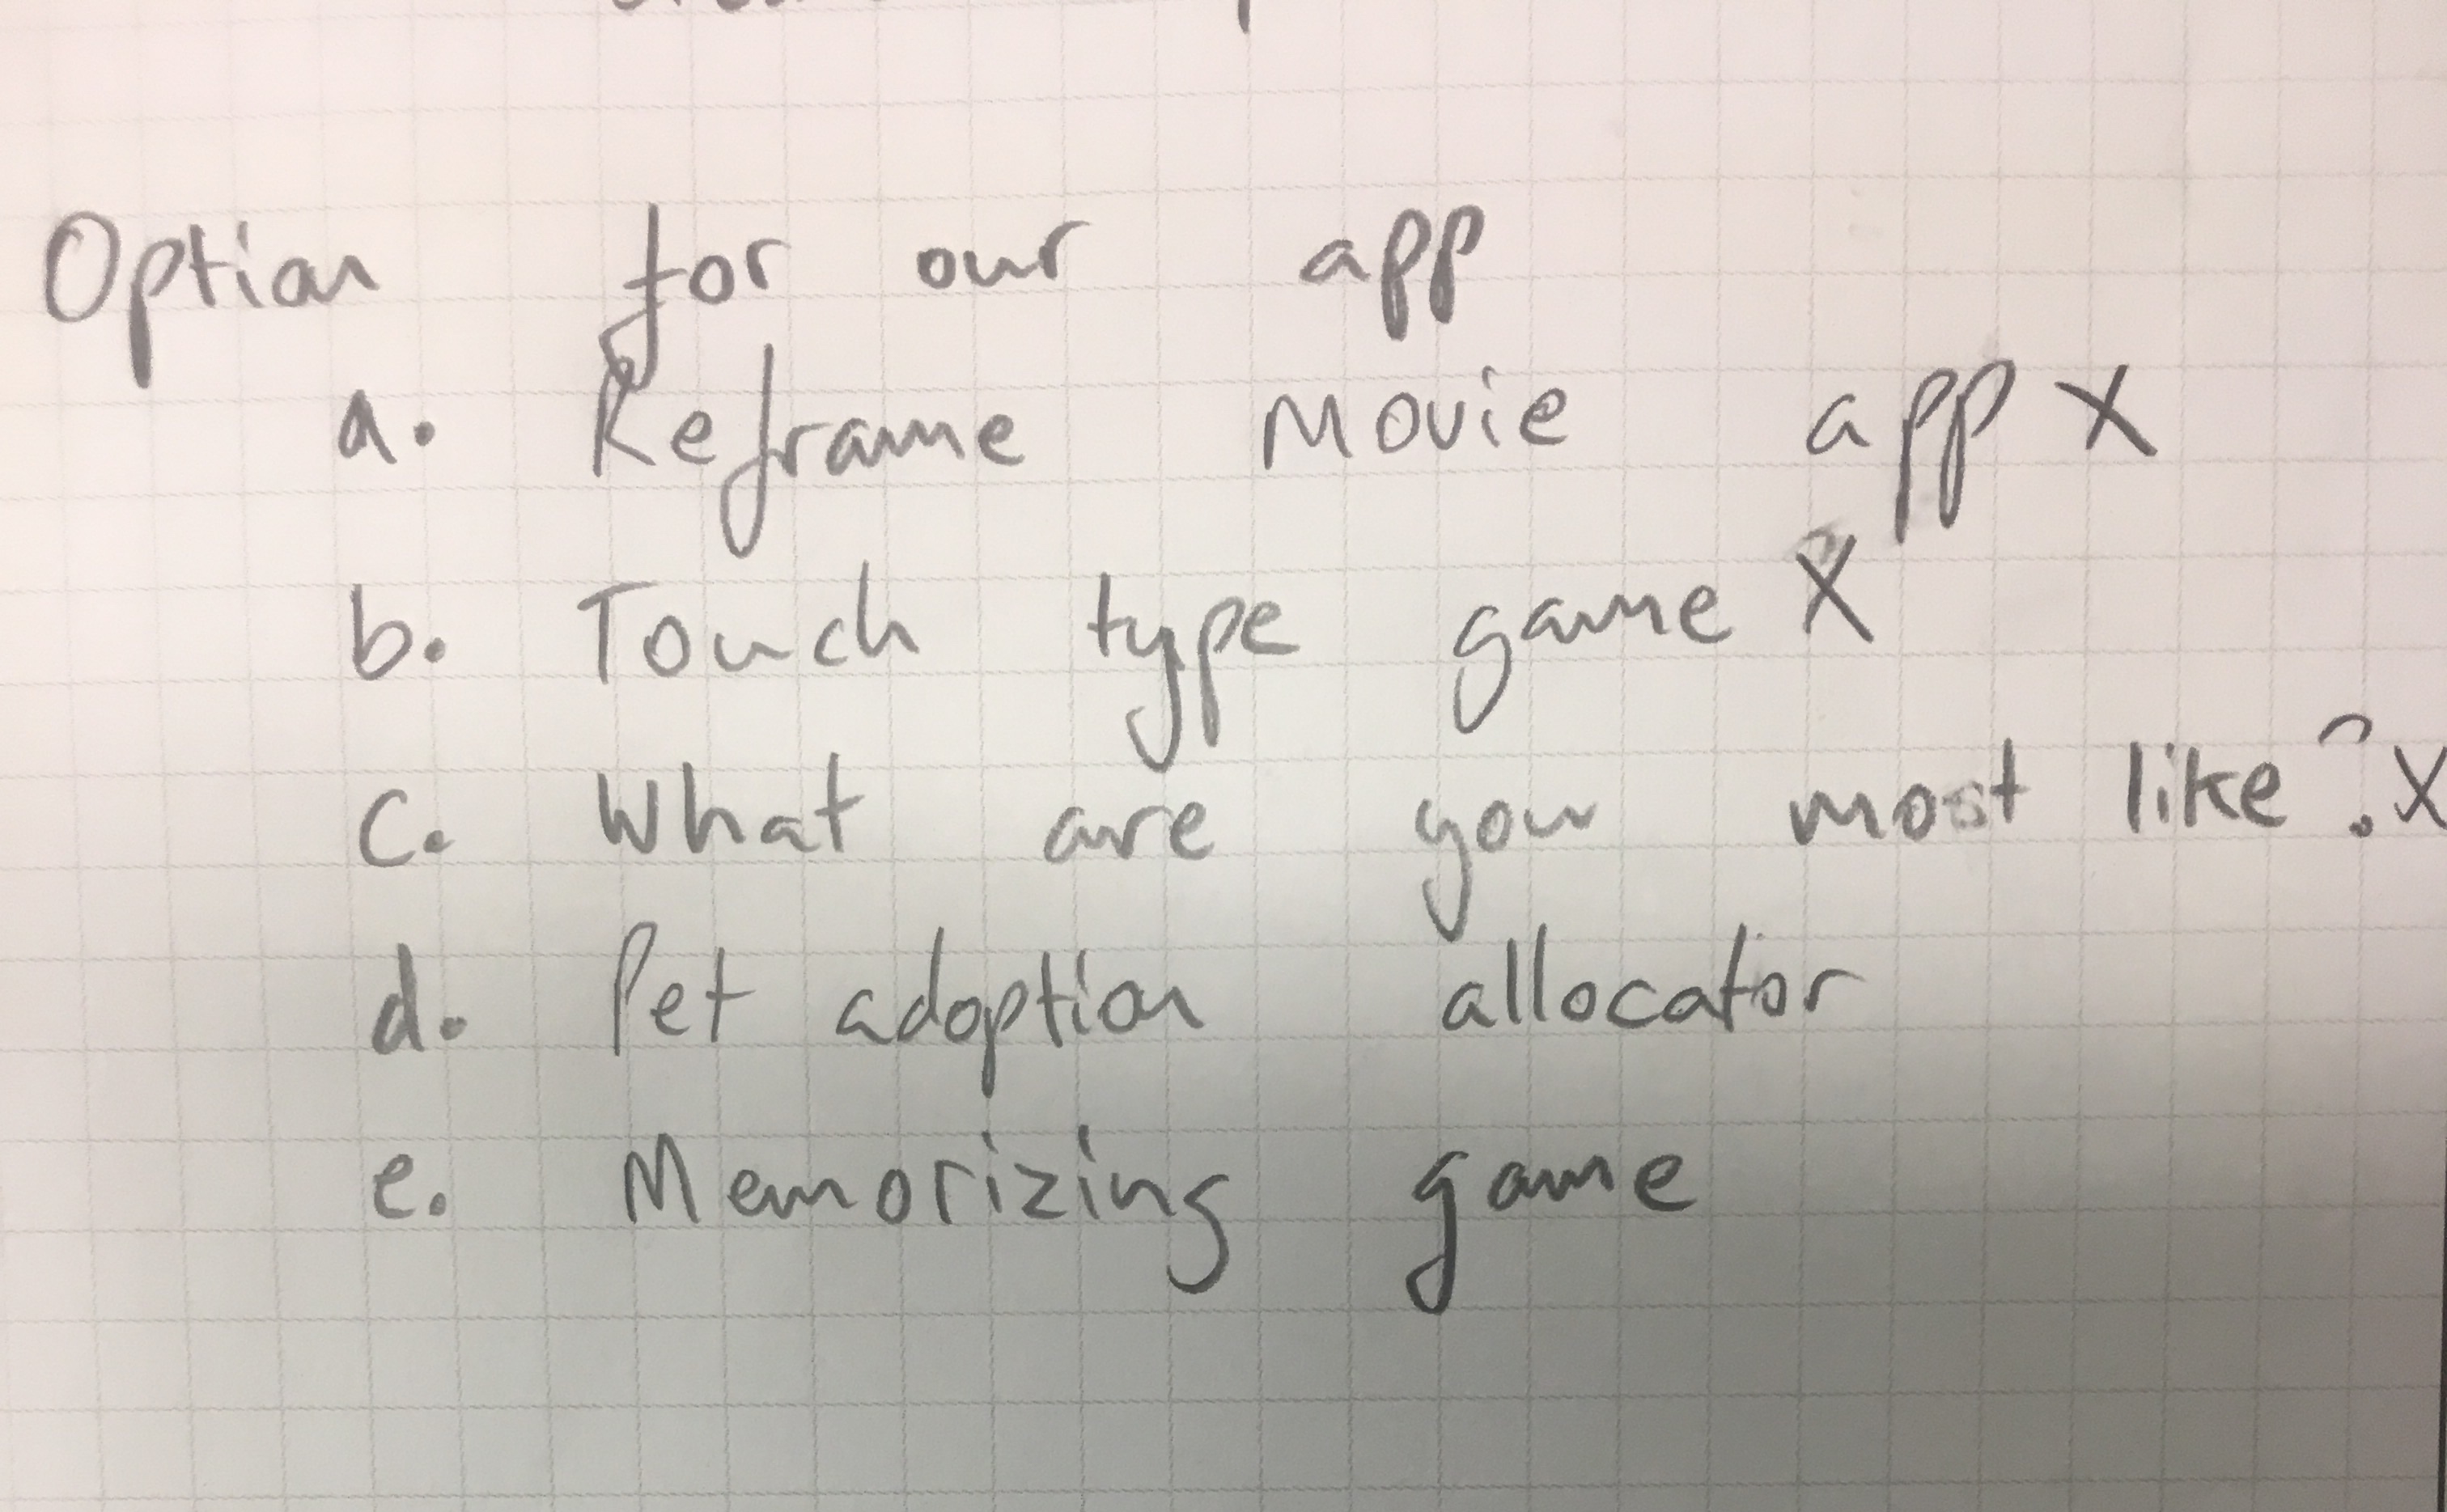 Option for our app
a. Reframe Movie app X
b. Touch type game X
c. What are you most like? X
d. Pet adoption allocator
e. Memorizing game